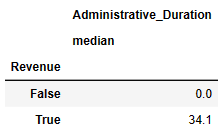 Administrative_Duration
median
Revenue
False 0.0
True 34.1